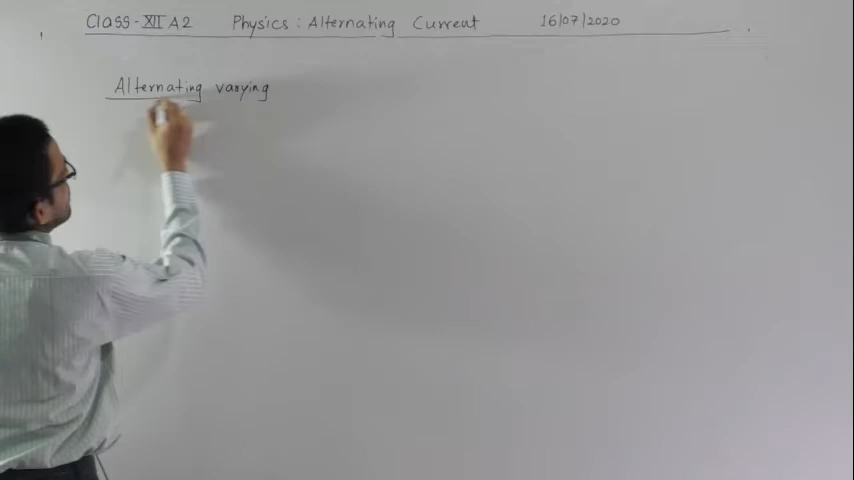 Class-XII A2 Physics : Alternating Current 16/07/2020
Alternating varying